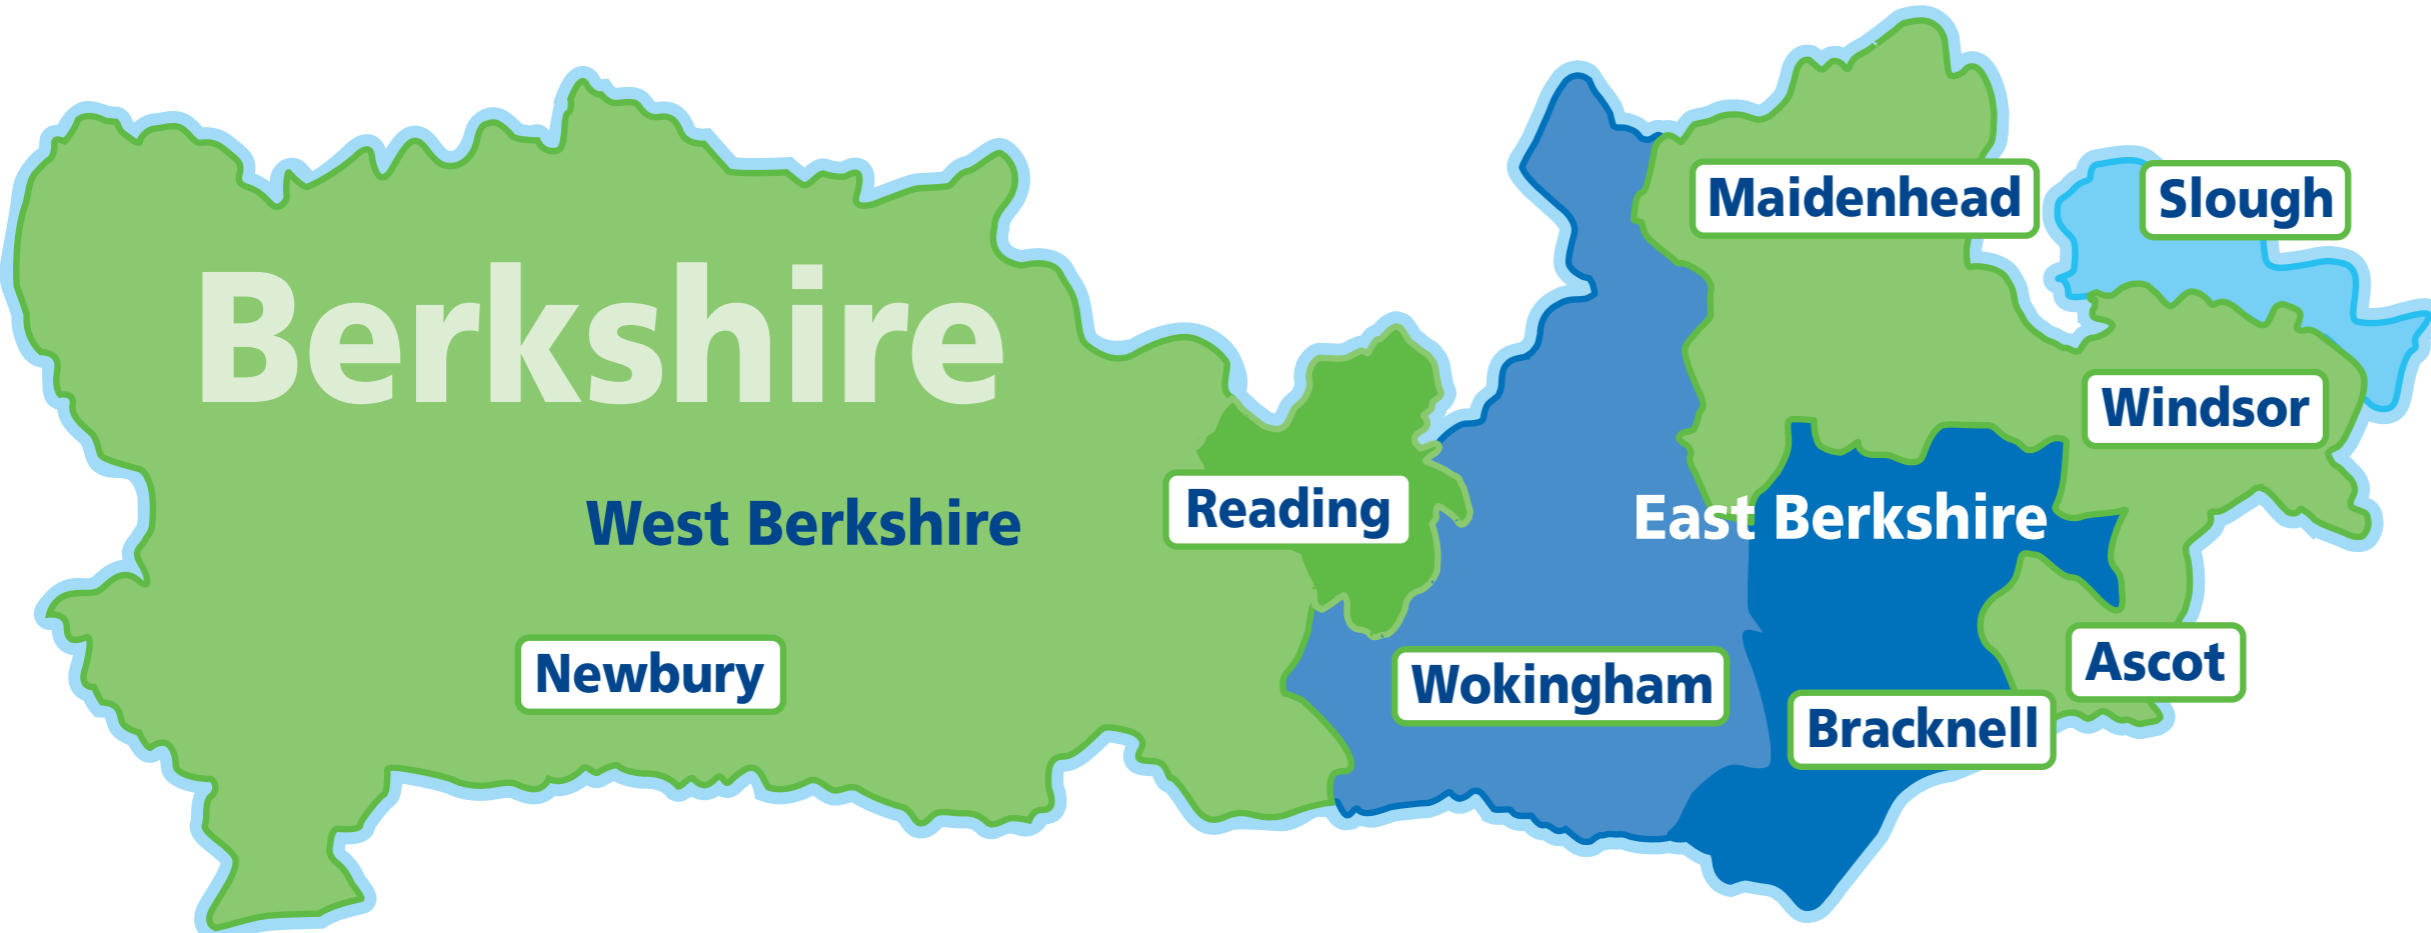 Maidenhead
Slough
Berkshire
Windsor
West Berkshire
Reading
East Berkshire
Newbury
Wokingham
Ascot
Bracknell